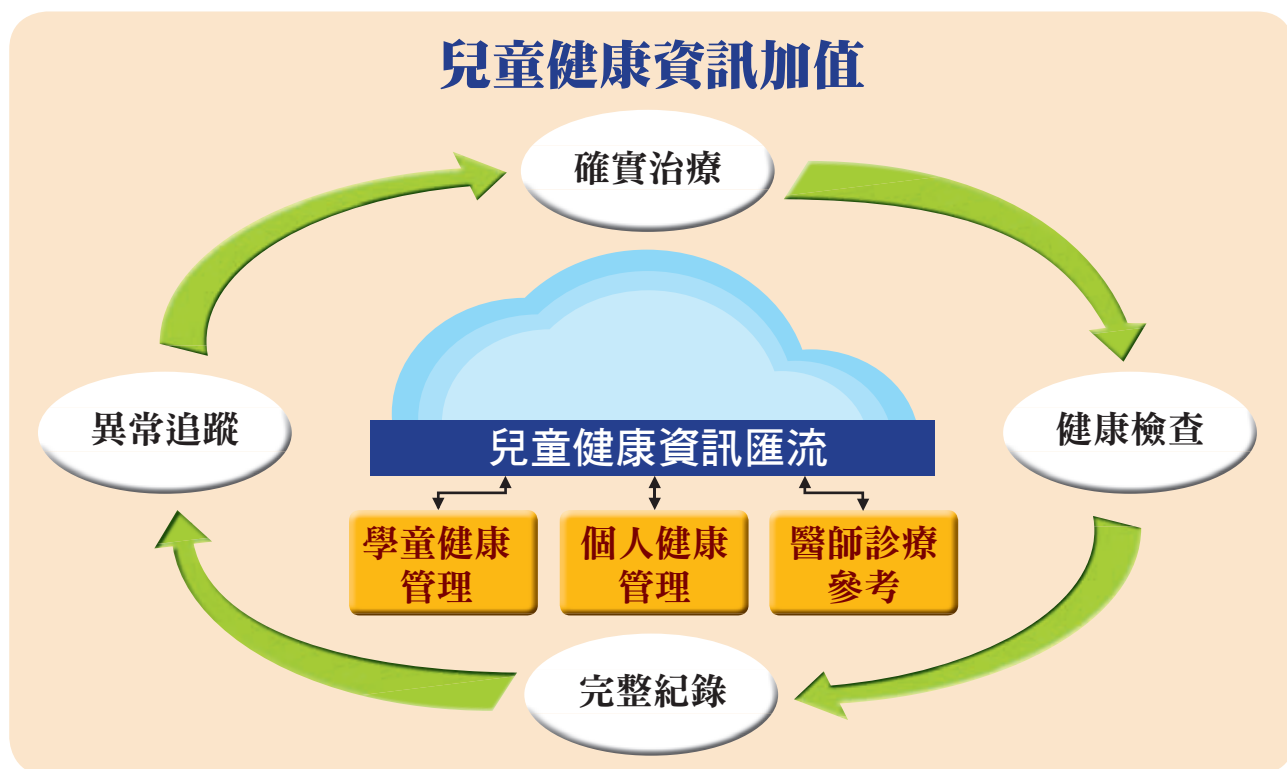 兒童健康資訊加值
確實治療
異常追蹤
健康檢查
兒童健康資訊匯流
學童健康
管理
個人健康
管理
醫師診療
參考
完整紀錄